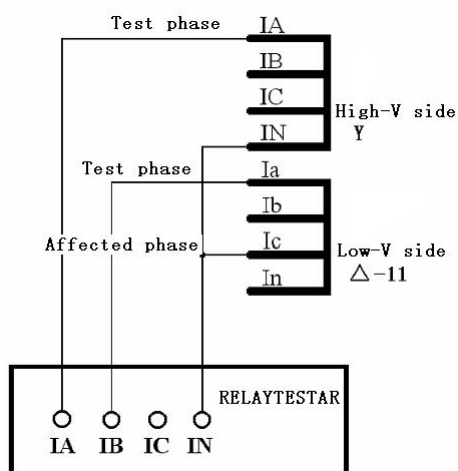 Test phase
IA
IB
IC
High-V side
Y
IN
Test phase
Ia
Ib
Affected phase
Ic
Low-V side
△-11
In
RELAYTESTAR
IA IB IC IN